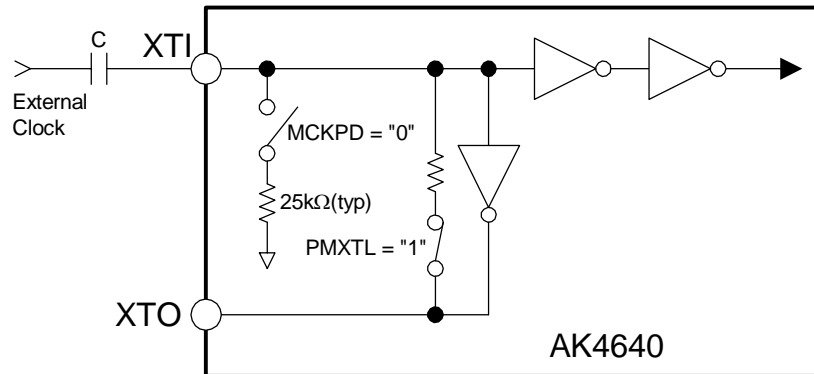 C
XTI
External
Clock
MCKPD = "0"
25kΩ(typ)
PMXTL = "1"
XTO
AK4640